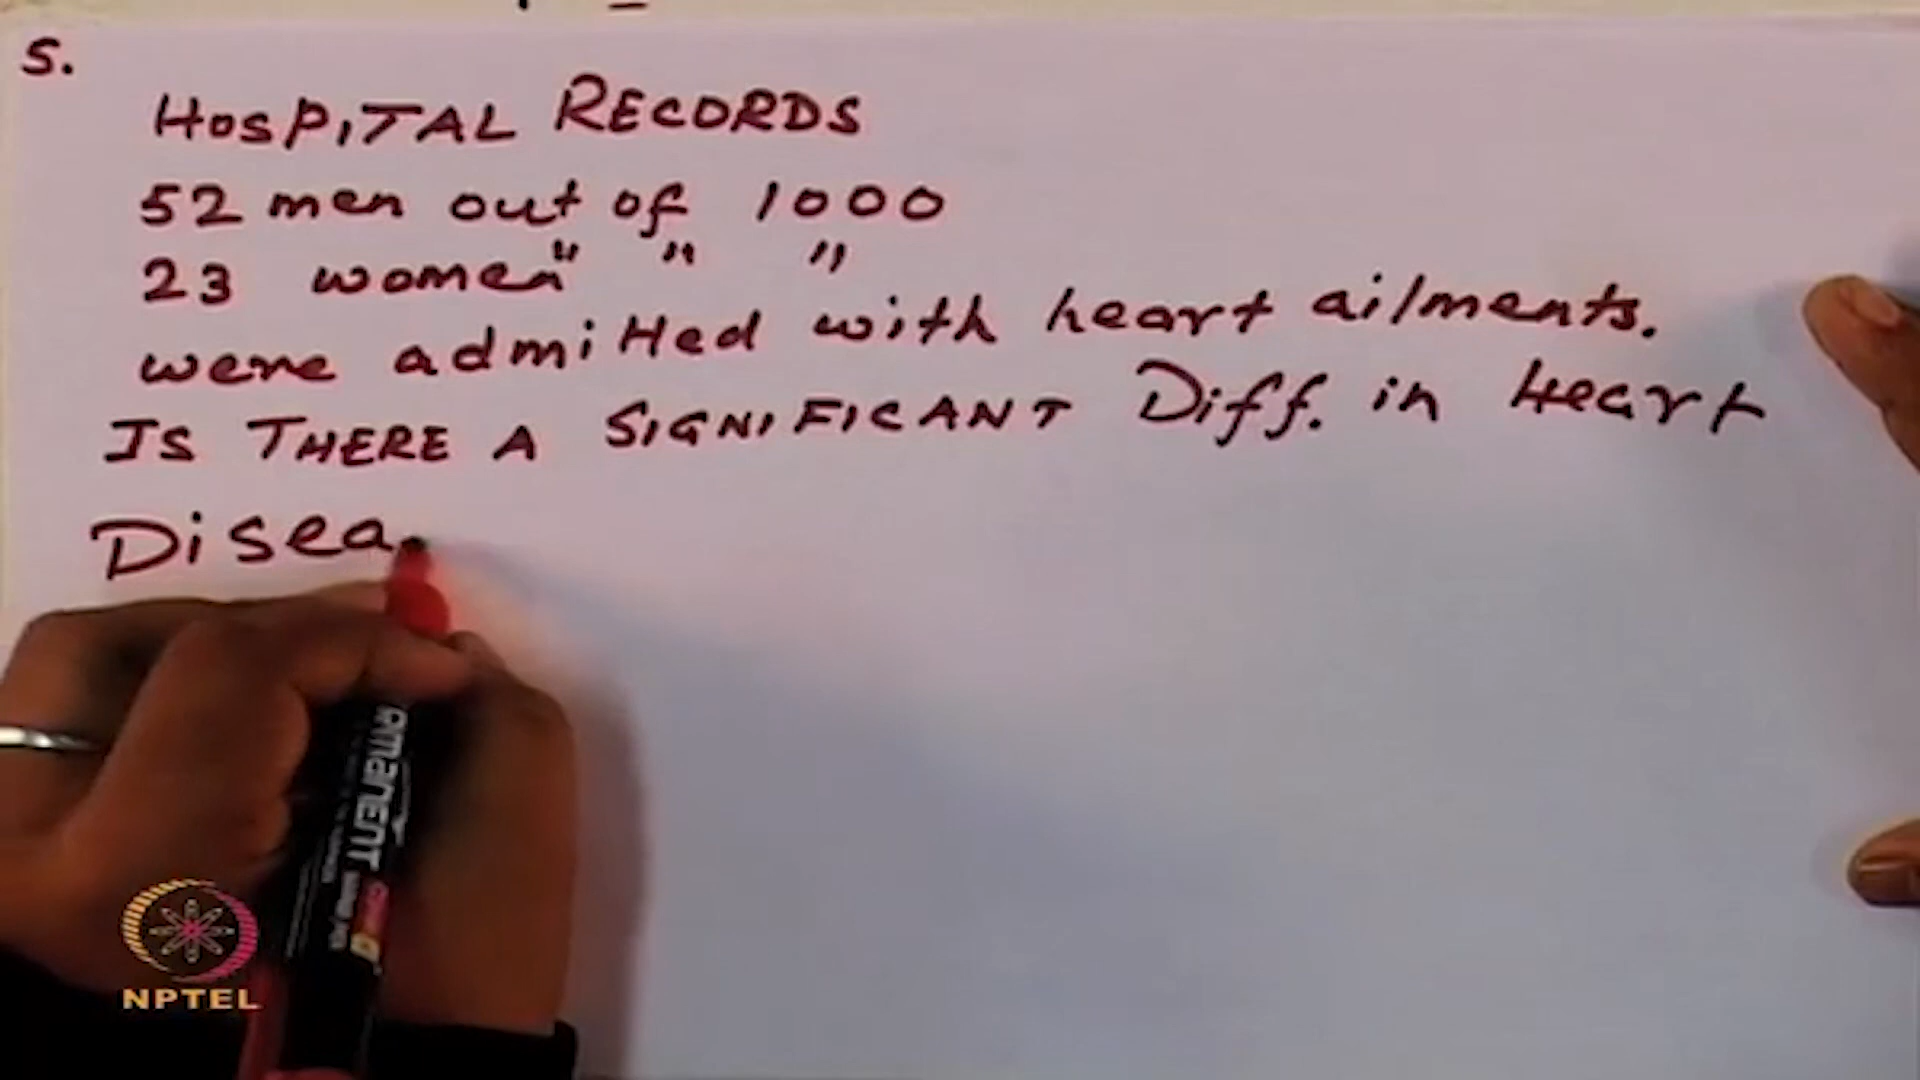 5.
HOSPITAL RECORDS
52 men out of 1000
23 women " " "
were admitted with heart ailments.
IS THERE A SIGNIFICANT Diff. in Heart
Disea
NPTEL